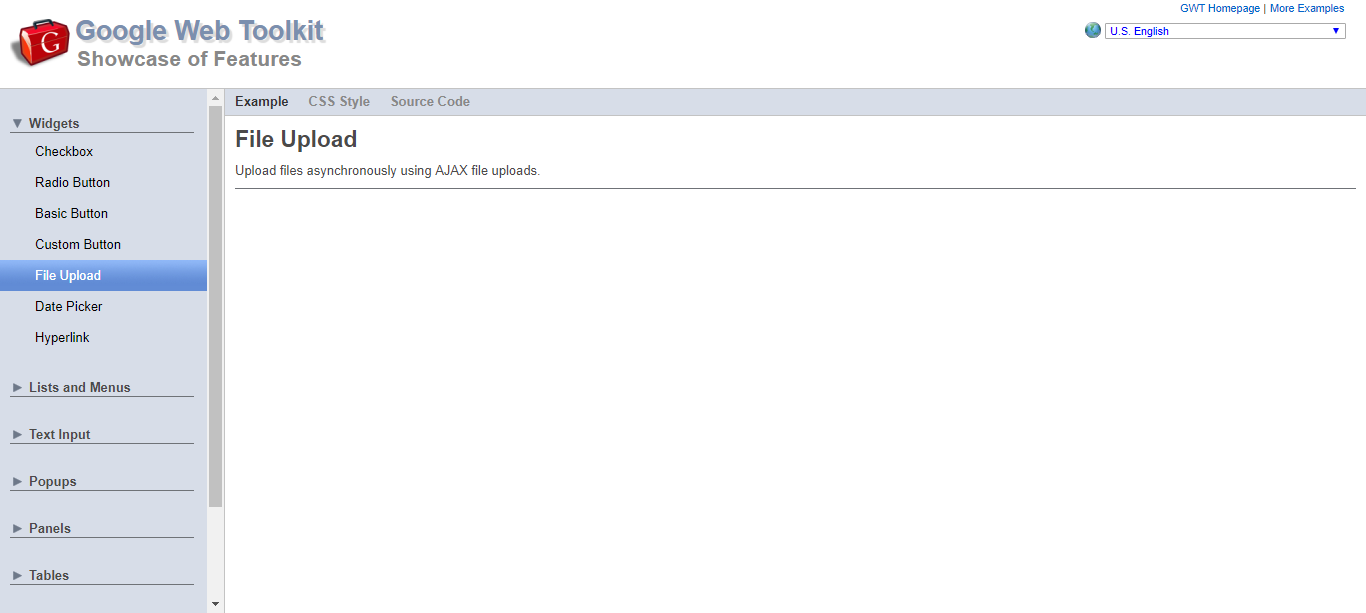 GWT Homepage | More Examples
Google Web Toolkit
Showcase of Features
U.S. English
Example CSS Style Source Code
Widgets
Checkbox
Radio Button
Basic Button
Custom Button
File Upload
Date Picker
Hyperlink
Lists and Menus
Text Input
Popups
Panels
Tables
File Upload
Upload files asynchronously using AJAX file uploads.
G